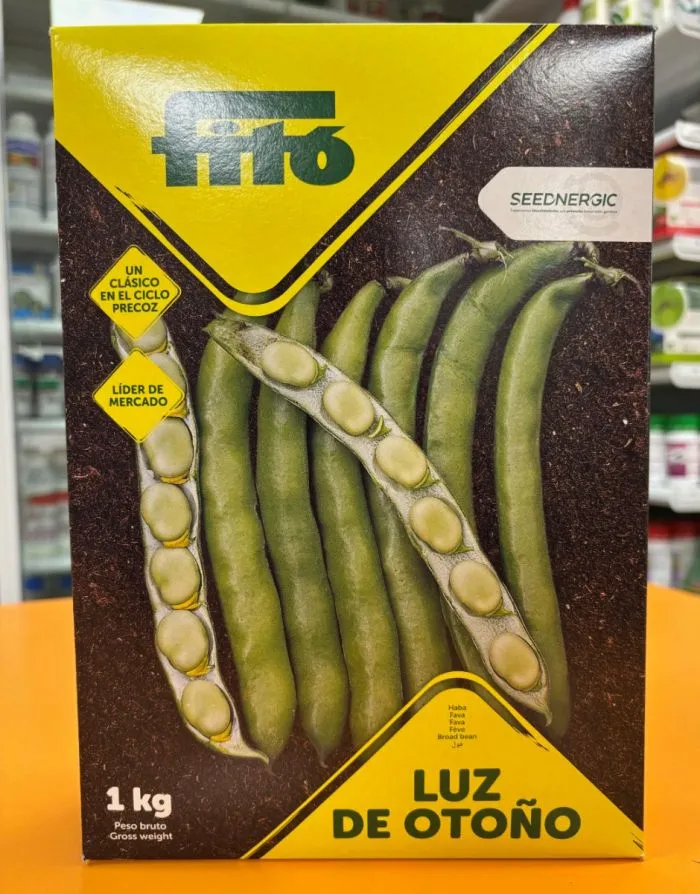 fitó
SEEDNERGIC
UN
CLÁSICO
EN EL CICLO
PRECOZ
LÍDER DE
MERCADO
Haba
Fava
Fava
Fève
Broad bean
فول
1 kg
Peso bruto
Gross weight
LUZ
DE OTOÑO